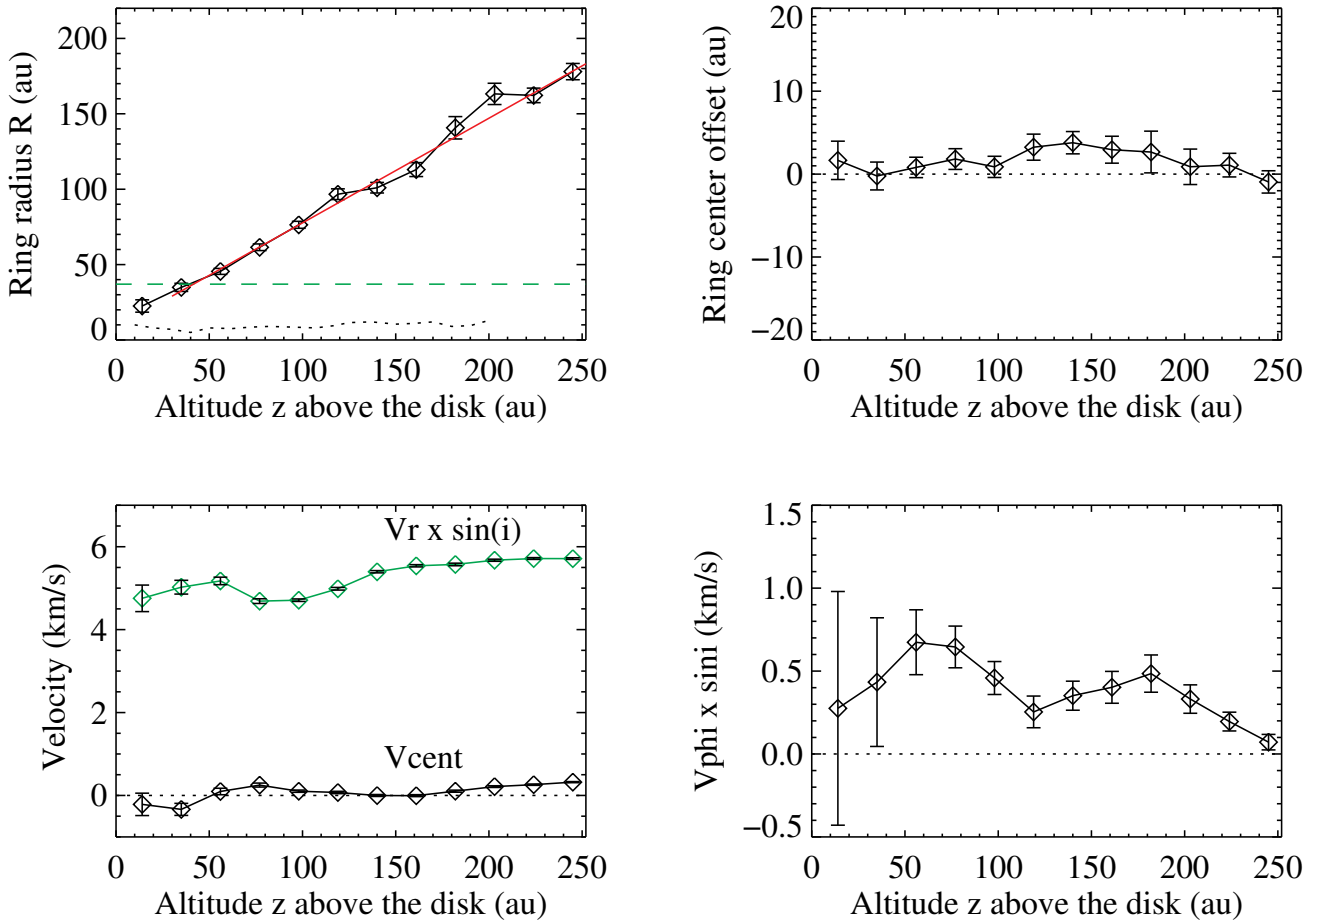 Ring radius R (au)
200
150
100
50
0
0 50 100 150 200 250
Altitude z above the disk (au)
Ring center offset (au)
20
10
0
−10
−20
0 50 100 150 200 250
Altitude z above the disk (au)
Velocity (km/s)
6
4
2
0
Vr x sin(i)
Vcent
0 50 100 150 200 250
Altitude z above the disk (au)
Vphi x sini (km/s)
1.5
1.0
0.5
0.0
−0.5
0 50 100 150 200 250
Altitude z above the disk (au)